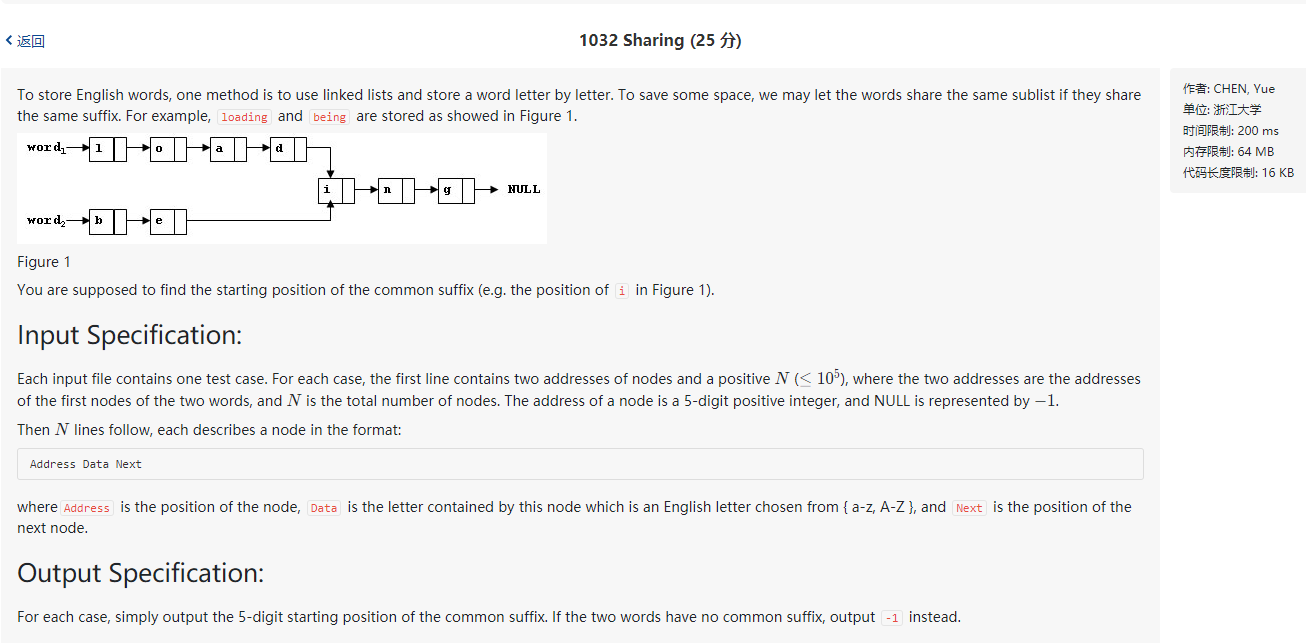 返回
1032 Sharing (25 分)
To store English words, one method is to use linked lists and store a word letter by letter. To save some space, we may let the words share the same sublist if they share
the same suffix. For example, loading and being are stored as showed in Figure 1.
word1 l o a d
i n g NULL
word2 b e
Figure 1
You are supposed to find the starting position of the common suffix (e.g. the position of i in Figure 1).
Input Specification:
Each input file contains one test case. For each case, the first line contains two addresses of nodes and a positive N (≤ 10^5), where the two addresses are the addresses
of the first nodes of the two words, and N is the total number of nodes. The address of a node is a 5-digit positive integer, and NULL is represented by −1.
Then N lines follow, each describes a node in the format:
Address Data Next
where Address is the position of the node, Data is the letter contained by this node which is an English letter chosen from { a-z, A-Z }, and Next is the position of the
next node.
Output Specification:
For each case, simply output the 5-digit starting position of the common suffix. If the two words have no common suffix, output -1 instead.
作者: CHEN, Yue
单位: 浙江大学
时间限制: 200 ms
内存限制: 64 MB
代码长度限制: 16 KB